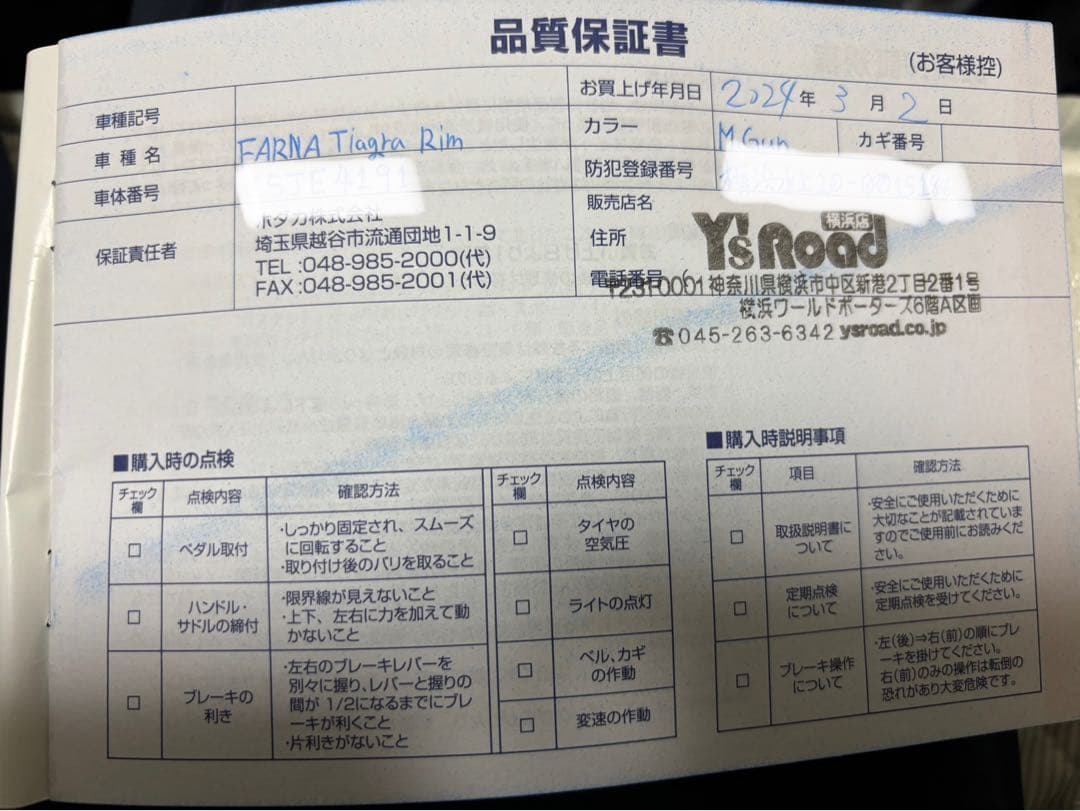 品質保証書
(お客様控)
車種記号
お買上げ年月日 2024年 3月 2日
車種名 FARNA Tiagra Rim
カラー M Gun カギ番号
車体番号
防犯登録番号
保証責任者
ホダカ株式会社
埼玉県越谷市流通団地1-1-9
TEL:048-985-2000(代)
FAX:048-985-2001(代)
販売店名
住所
電話番号
Y's Road 横浜店
〒231-0001 神奈川県横浜市中区新港2丁目2番1号
横浜ワールドポーターズ6階A区画
☎045-263-6342 ysroad.co.jp
■購入時の点検
チェック欄 点検内容 確認方法
□ ペダル取付
・しっかり固定され、スムーズ
に回転すること
・取り付け後のバリを取ること
□ ハンドル・
サドルの締付
・限界線が見えないこと
・上下、左右に力を加えて動
かないこと
□ ブレーキの
利き
・左右のブレーキレバーを
別々に握り、レバーと握りの
間が 1/2になるまでにブレ
ーキが利くこと
・片利きがないこと
チェック欄 点検内容
□ タイヤの
空気圧
□ ライトの点灯
□ ベル、カギ
の作動
□ 変速の作動
■購入時説明事項
チェック欄 項目 確認方法
□ 取扱説明書に
ついて
・安全にご使用いただくために
大切なことが記載されていま
すのでご使用前にお読みくだ
さい。
□ 定期点検
について
・安全にご使用いただくために
定期点検を受けてください。
□ ブレーキ操作
について
・左(後)⇒右(前)の順にブレ
ーキを掛けてください。
右(前)のみの操作は転倒の
恐れがあり大変危険です。